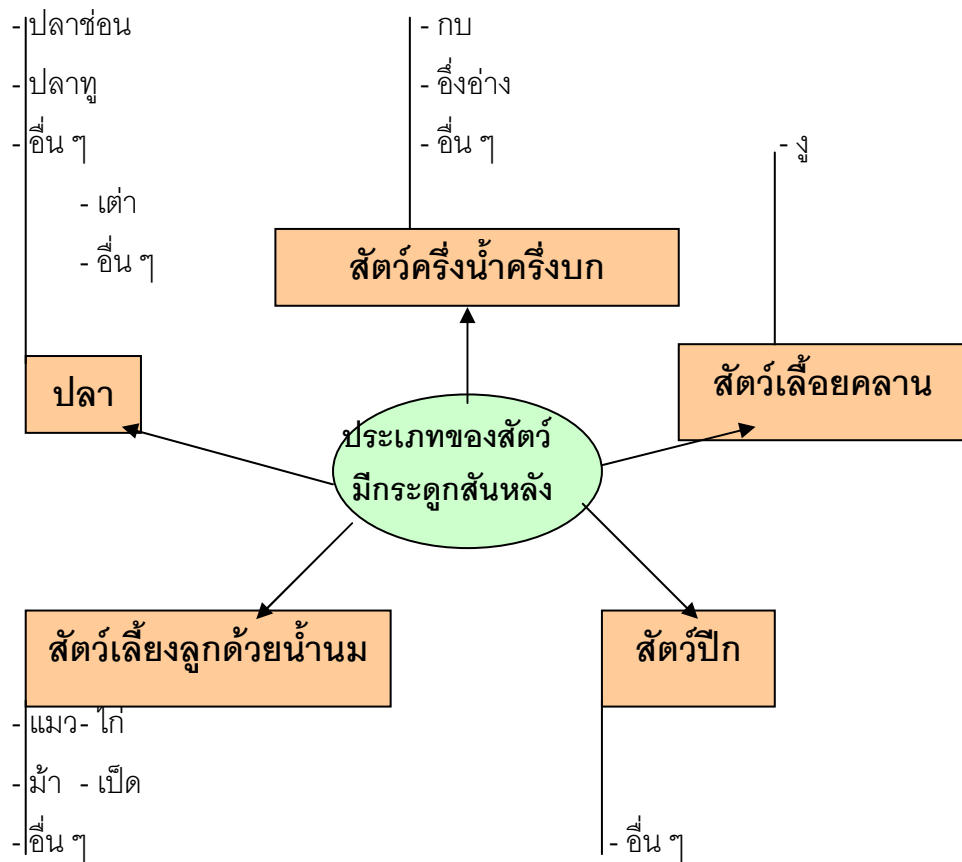 - ปลาช่อน
- ปลาทู
- อื่น ๆ
- เต่า
- อื่น ๆ
- กบ
- อึ่งอ่าง
- อื่น ๆ
- งู
สัตว์ครึ่งน้ำครึ่งบก
ปลา
สัตว์เลื้อยคลาน
ประเภทของสัตว์
มีกระดูกสันหลัง
สัตว์เลี้ยงลูกด้วยน้ำนม
สัตว์ปีก
- แมว - ไก่
- ม้า - เป็ด
- อื่น ๆ
- อื่น ๆ